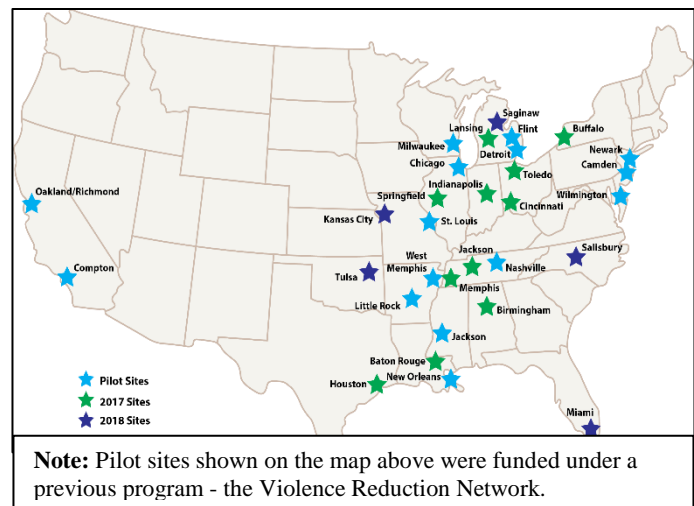 Saginaw
Lansing
Flint
Buffalo
Milwaukee
Detroit
Newark
Chicago
Camden
Toledo
Indianapolis
Oakland/Richmond
Springfield
Wilmington
Cincinnati
Kansas City
St. Louis
Sallsbury
Jackson
West
Memphis
Nashville
Compton
Tulsa
Memphis
Little Rock
Birmingham
Jackson
Baton Rouge
New Orleans
Houston
Pilot Sites
2017 Sites
2018 Sites
Miami
Note: Pilot sites shown on the map above were funded under a
previous program - the Violence Reduction Network.